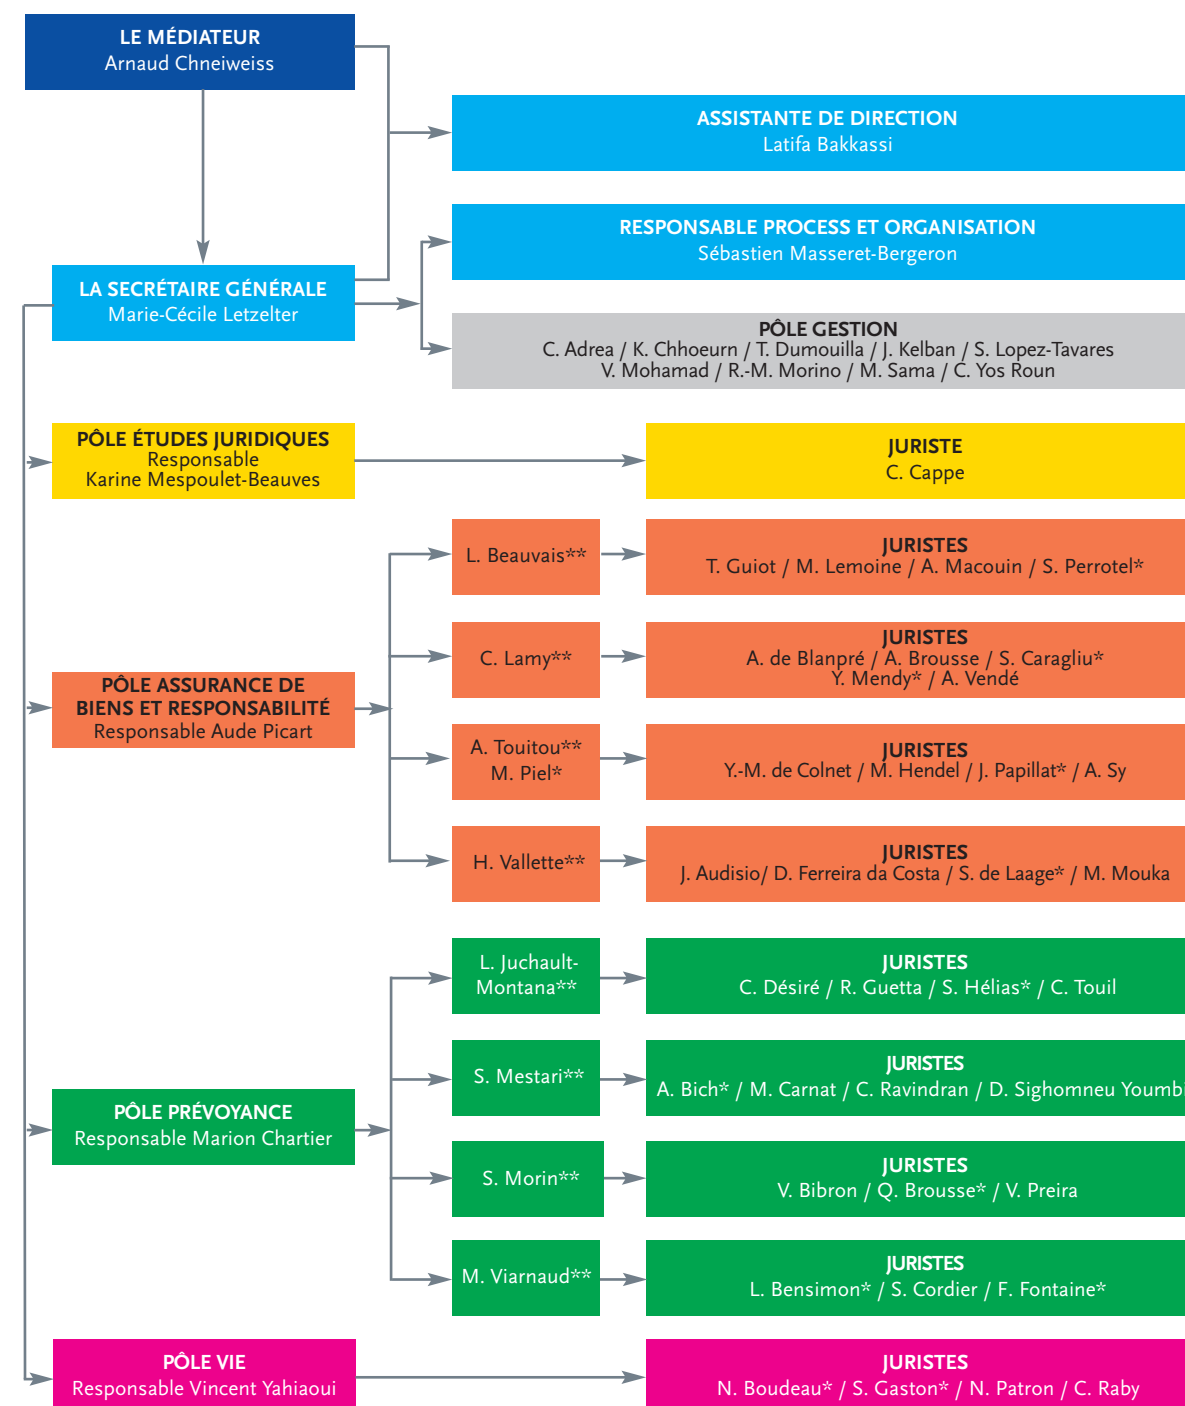 LE MÉDIATEUR
Arnaud Chneiweiss
ASSISTANTE DE DIRECTION
Latifa Bakkassi
RESPONSABLE PROCESS ET ORGANISATION
Sébastien Masseret-Bergeron
LA SECRÉTAIRE GÉNÉRALE
Marie-Cécile Letzelter
PÔLE GESTION
C. Adrea / K. Chhoeurn / T. Dumouilla / J. Kelban / S. Lopez-Tavares
V. Mohamad / R.-M. Morino / M. Sama / C. Yos Roun
PÔLE ÉTUDES JURIDIQUES
Responsable
Karine Mespoulet-Beauves
JURISTE
C. Cappe
PÔLE ASSURANCE DE
BIENS ET RESPONSABILITÉ
Responsable Aude Picart
L. Beauvais**
JURISTES
T. Guiot / M. Lemoine / A. Macouin / S. Perrotel*
C. Lamy**
JURISTES
A. de Blanpré / A. Brousse / S. Caragliu*
Y. Mendy* / A. Vendé
A. Touitou**
M. Piel*
JURISTES
Y.-M. de Colnet / M. Hendel / J. Papillat* / A. Sy
H. Vallette**
JURISTES
J. Audisio/ D. Ferreira da Costa / S. de Laage* / M. Mouka
PÔLE PRÉVOYANCE
Responsable Marion Chartier
L. Juchault-
Montana**
JURISTES
C. Désiré / R. Guetta / S. Hélias* / C. Touil
S. Mestari**
JURISTES
A. Bich* / M. Carnat / C. Ravindran / D. Sighomneu Youmbi
S. Morin**
JURISTES
V. Bibron / Q. Brousse* / V. Preira
M. Viarnaud**
JURISTES
L. Bensimon* / S. Cordier / F. Fontaine*
PÔLE VIE
Responsable Vincent Yahiaoui
JURISTES
N. Boudeau* / S. Gaston* / N. Patron / C. Raby